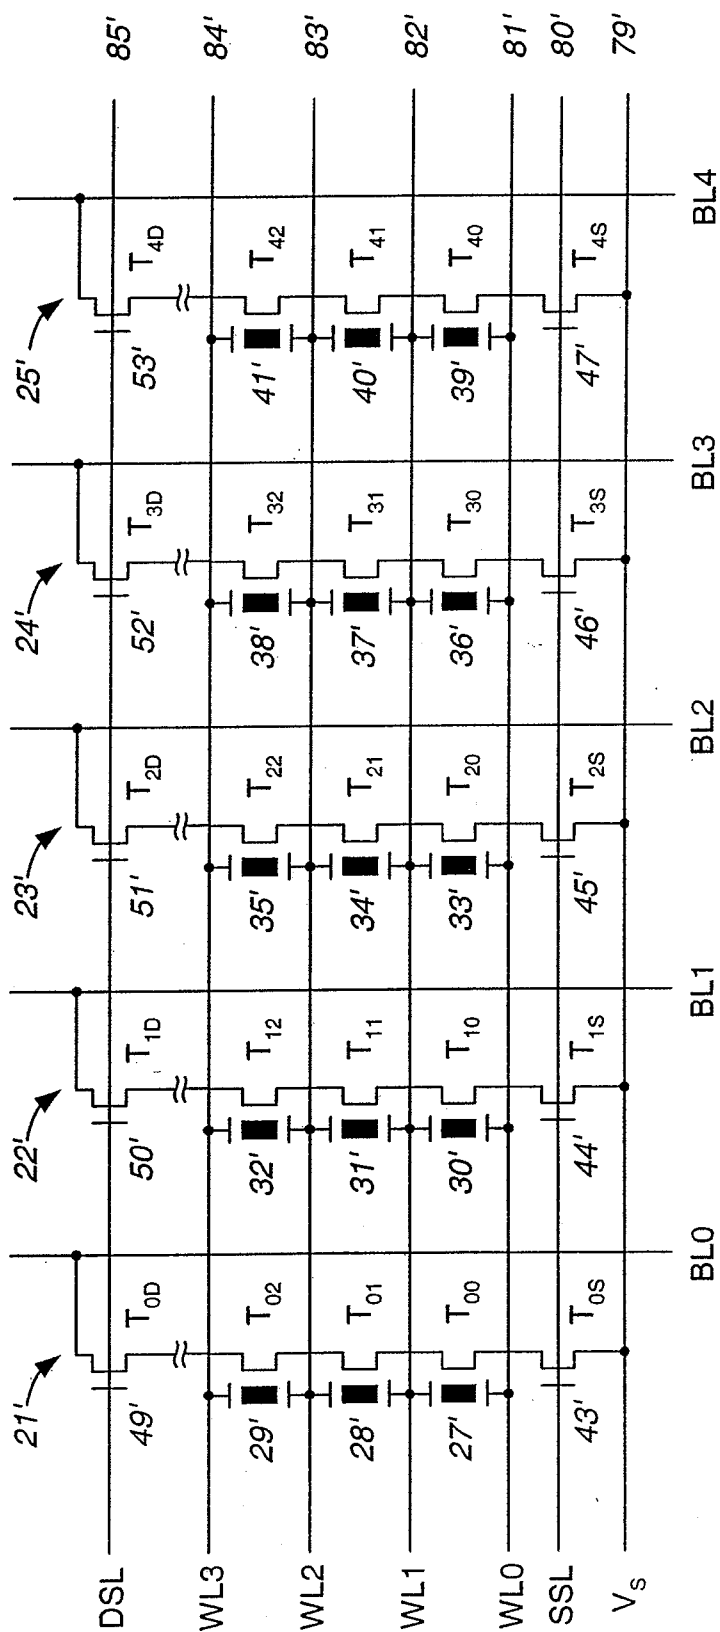 21' 22' 23' 24' 25'
DSL 85'
T0D T1D T2D T3D T4D
49' 50' 51' 52' 53'
WL3 84'
29' T02 32' T12 35' T22 38' T32 41' T42
WL2 83'
28' T01 31' T11 34' T21 37' T31 40' T41
WL1 82'
27' T00 30' T10 33' T20 36' T30 39' T40
WL0 81'
SSL 80'
43' T0S 44' T1S 45' T2S 46' T3S 47' T4S
VS 79'
BL0 BL1 BL2 BL3 BL4